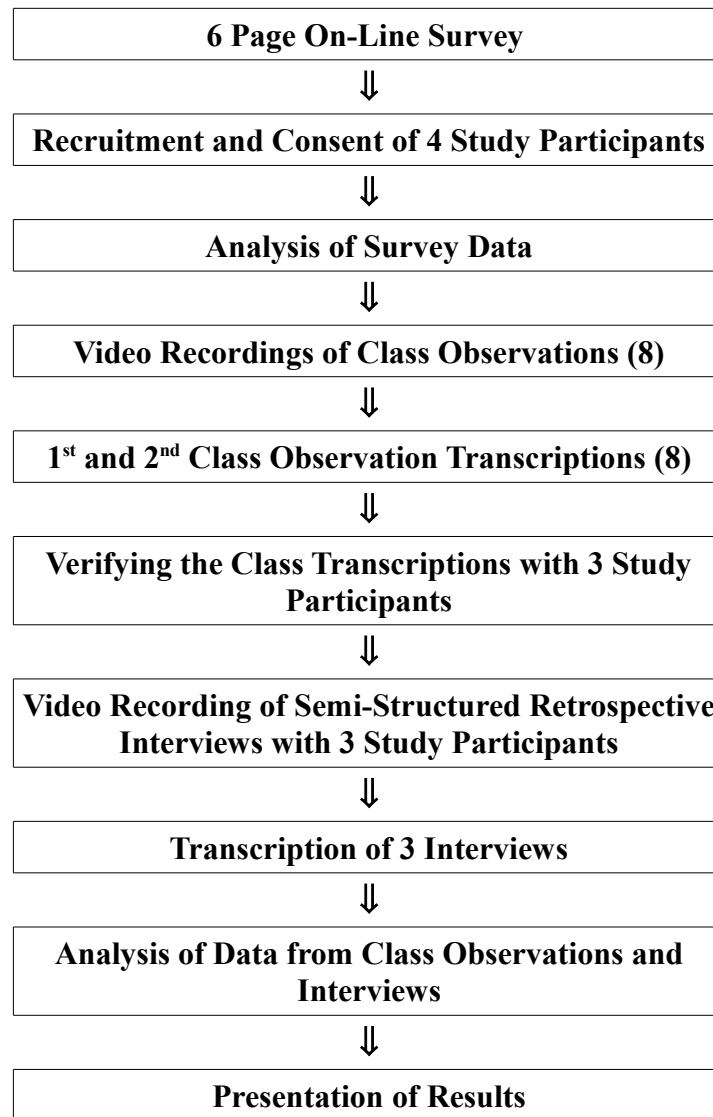 6 Page On-Line Survey
⇓
Recruitment and Consent of 4 Study Participants
⇓
Analysis of Survey Data
⇓
Video Recordings of Class Observations (8)
⇓
1st and 2nd Class Observation Transcriptions (8)
⇓
Verifying the Class Transcriptions with 3 Study
Participants
⇓
Video Recording of Semi-Structured Retrospective
Interviews with 3 Study Participants
⇓
Transcription of 3 Interviews
⇓
Analysis of Data from Class Observations and
Interviews
⇓
Presentation of Results